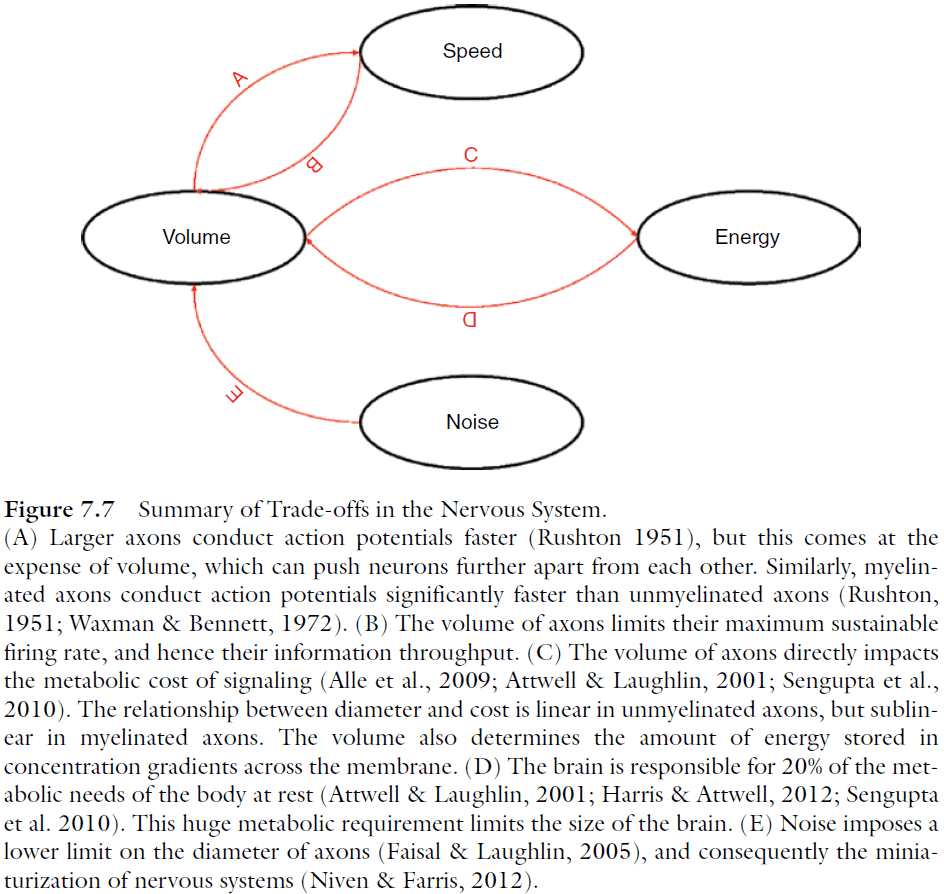 Speed
A
B
C
Volume
Energy
D
E
Noise
Figure 7.7 Summary of Trade-offs in the Nervous System.
(A) Larger axons conduct action potentials faster (Rushton 1951), but this comes at the
expense of volume, which can push neurons further apart from each other. Similarly, myelin-
ated axons conduct action potentials significantly faster than unmyelinated axons (Rushton,
1951; Waxman & Bennett, 1972). (B) The volume of axons limits their maximum sustainable
firing rate, and hence their information throughput. (C) The volume of axons directly impacts
the metabolic cost of signaling (Alle et al., 2009; Attwell & Laughlin, 2001; Sengupta et al.,
2010). The relationship between diameter and cost is linear in unmyelinated axons, but sublin-
ear in myelinated axons. The volume also determines the amount of energy stored in
concentration gradients across the membrane. (D) The brain is responsible for 20% of the met-
abolic needs of the body at rest (Attwell & Laughlin, 2001; Harris & Attwell, 2012; Sengupta
et al. 2010). This huge metabolic requirement limits the size of the brain. (E) Noise imposes a
lower limit on the diameter of axons (Faisal & Laughlin, 2005), and consequently the minia-
turization of nervous systems (Niven & Farris, 2012).